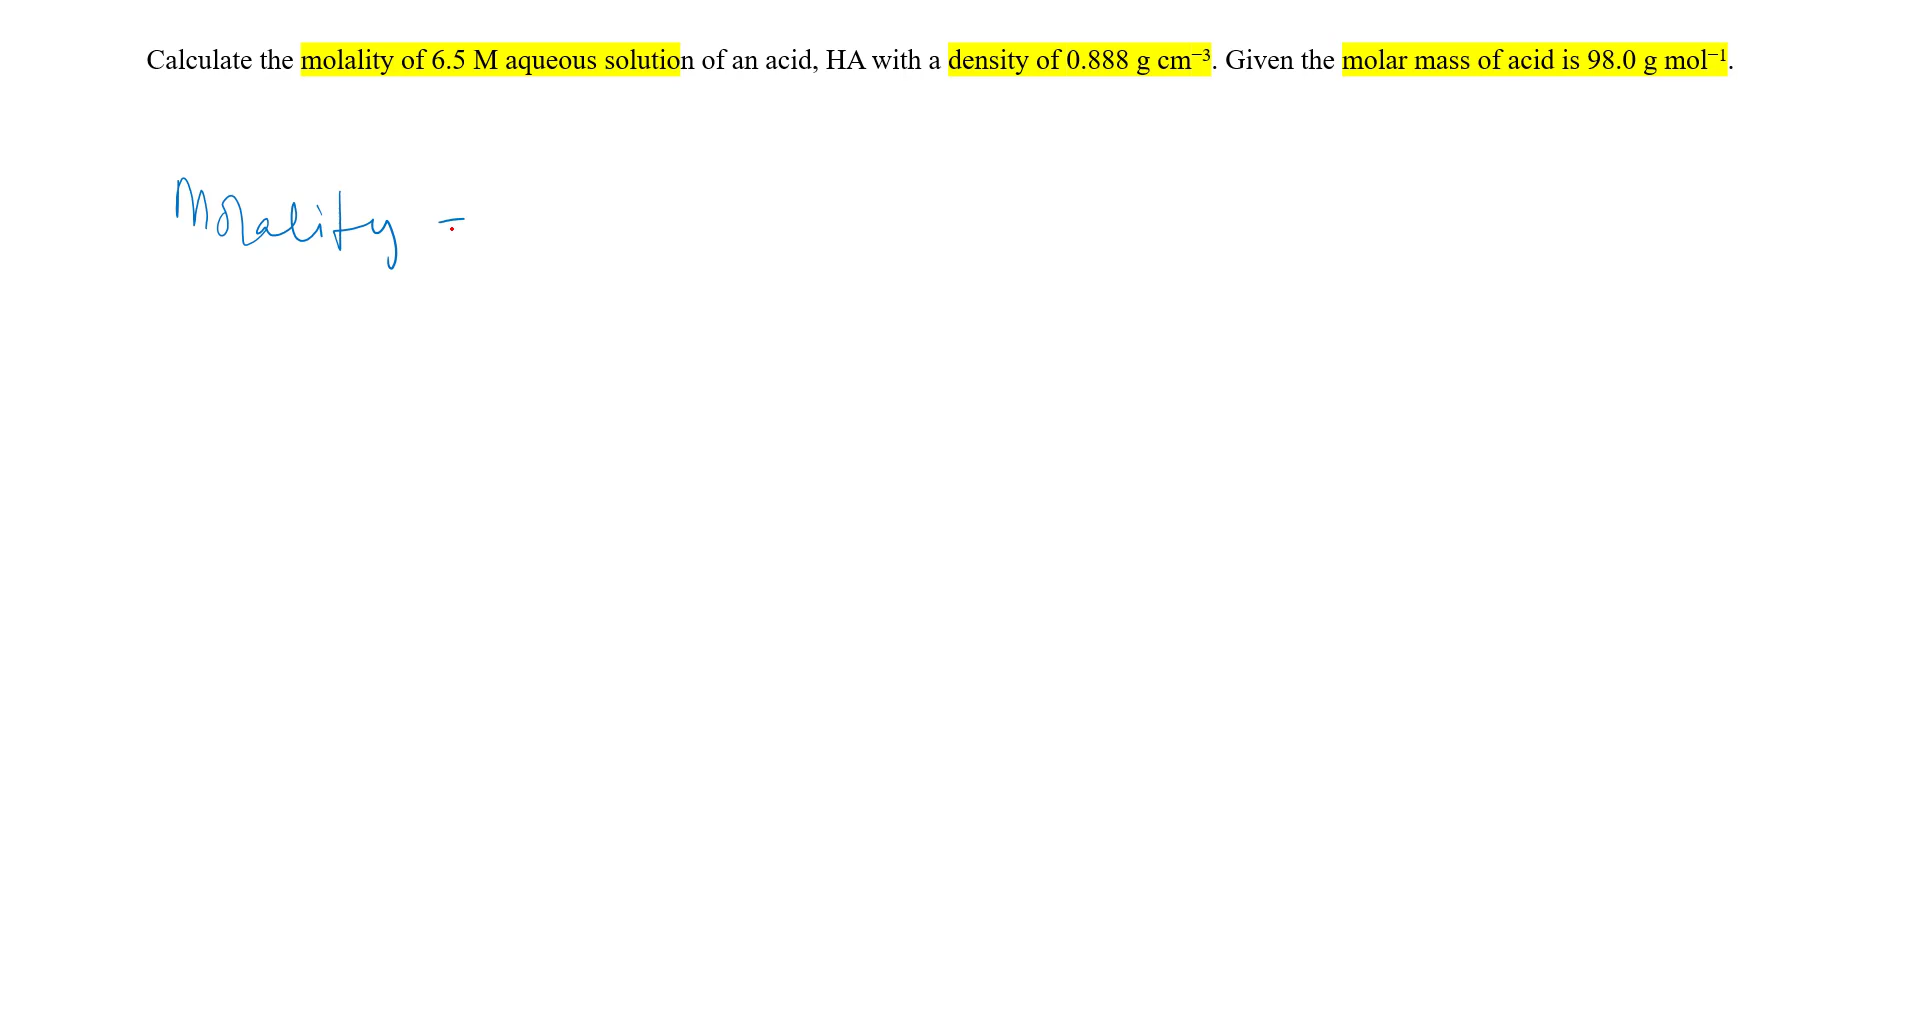 Calculate the molality of 6.5 M aqueous solution of an acid, HA with a density of 0.888 g cm⁻³. Given the molar mass of acid is 98.0 g mol⁻¹.
Molality =